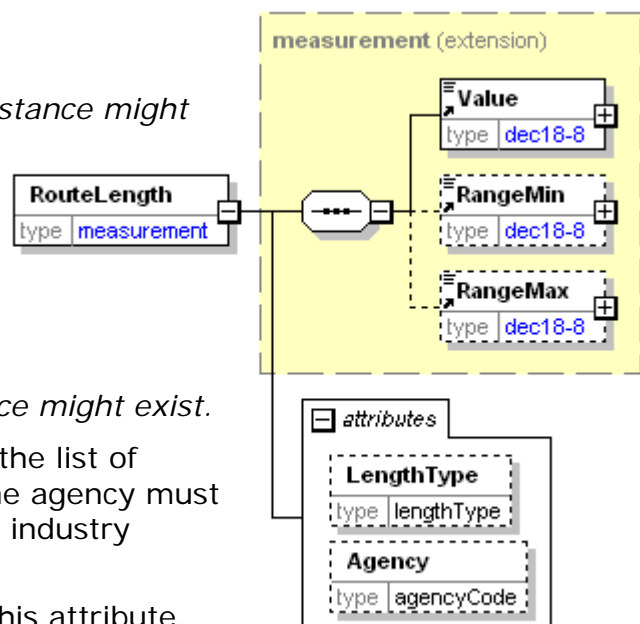 measurement (extension)
stance might
Value
type dec18-8
RouteLength
type measurement
RangeMin
type dec18-8
RangeMax
type dec18-8
ce might exist.
attributes
the list of
LengthType
ne agency must
type lengthType
industry
Agency
type agencyCode
his attribute.